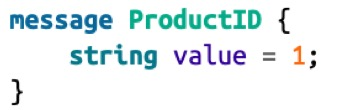 message ProductID {
    string value = 1;
}